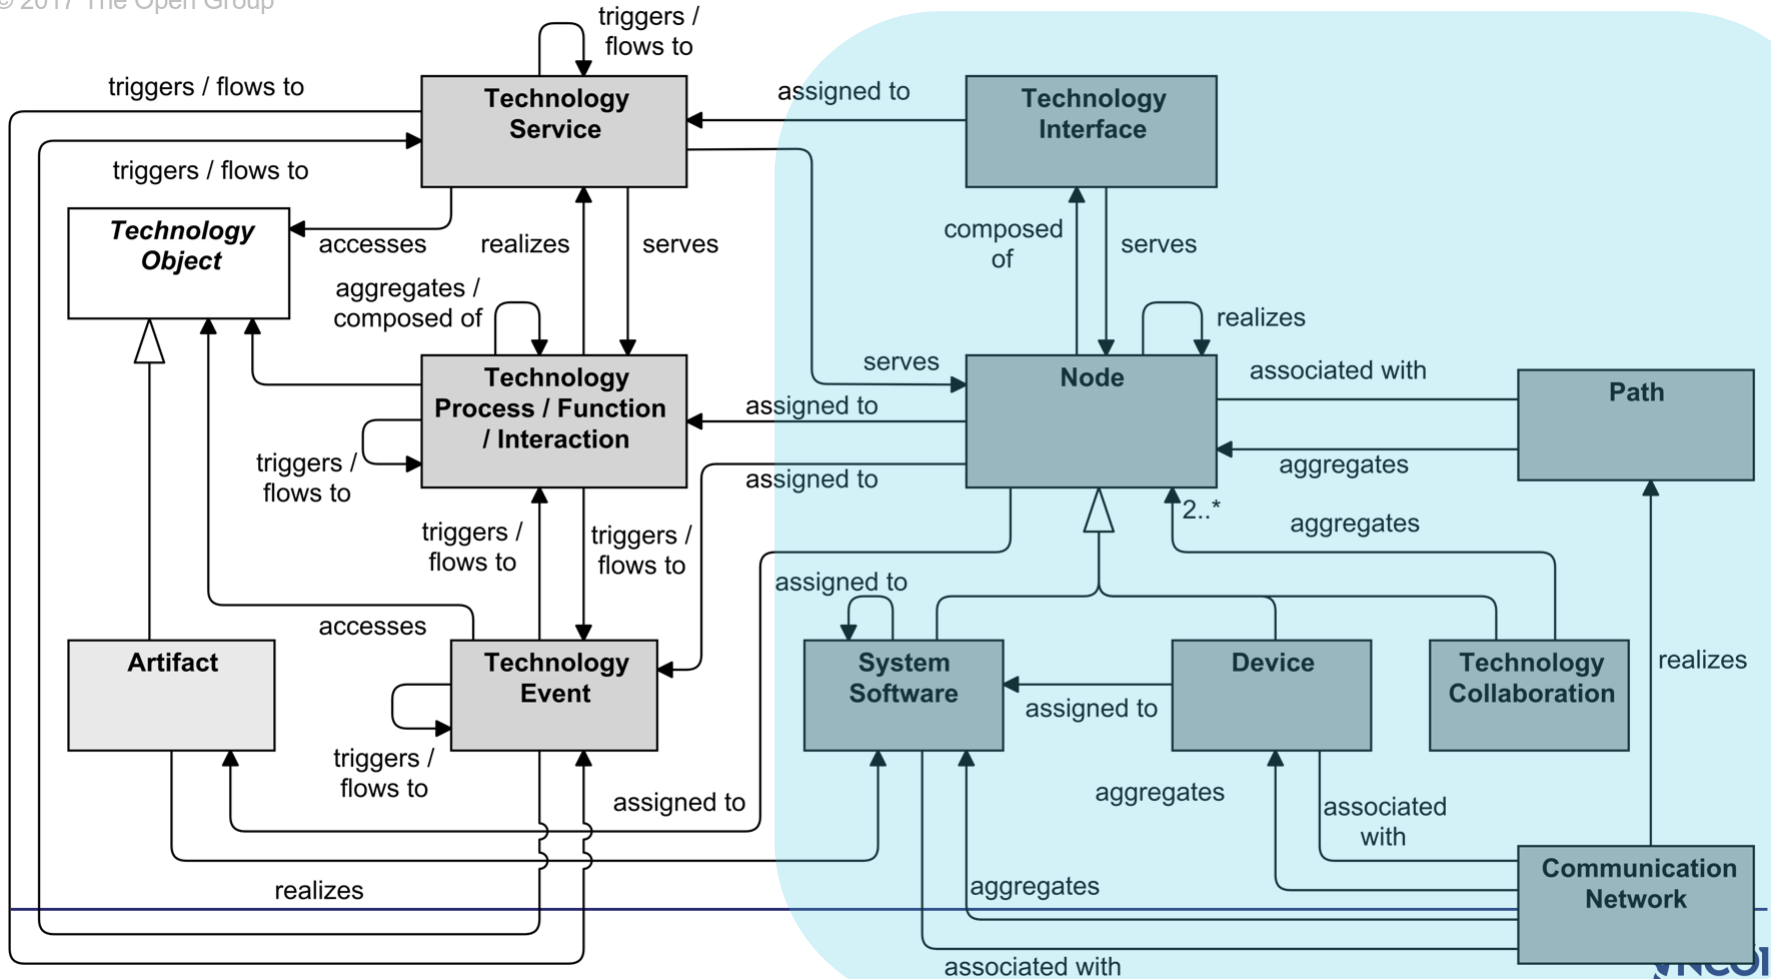 © 2017 The Open Group
triggers /
flows to
triggers / flows to
Technology
Service
assigned to
Technology
Interface
triggers / flows to
Technology
Object
accesses
realizes
serves
composed
of
serves
aggregates /
composed of
realizes
serves
Technology
Process / Function
/ Interaction
assigned to
Node
associated with
Path
triggers /
flows to
assigned to
aggregates
2..*
aggregates
triggers /
flows to
triggers /
flows to
assigned to
accesses
Artifact
Technology
Event
System
Software
assigned to
Device
Technology
Collaboration
realizes
triggers /
flows to
assigned to
aggregates
associated
with
realizes
aggregates
Communication
Network
associated with